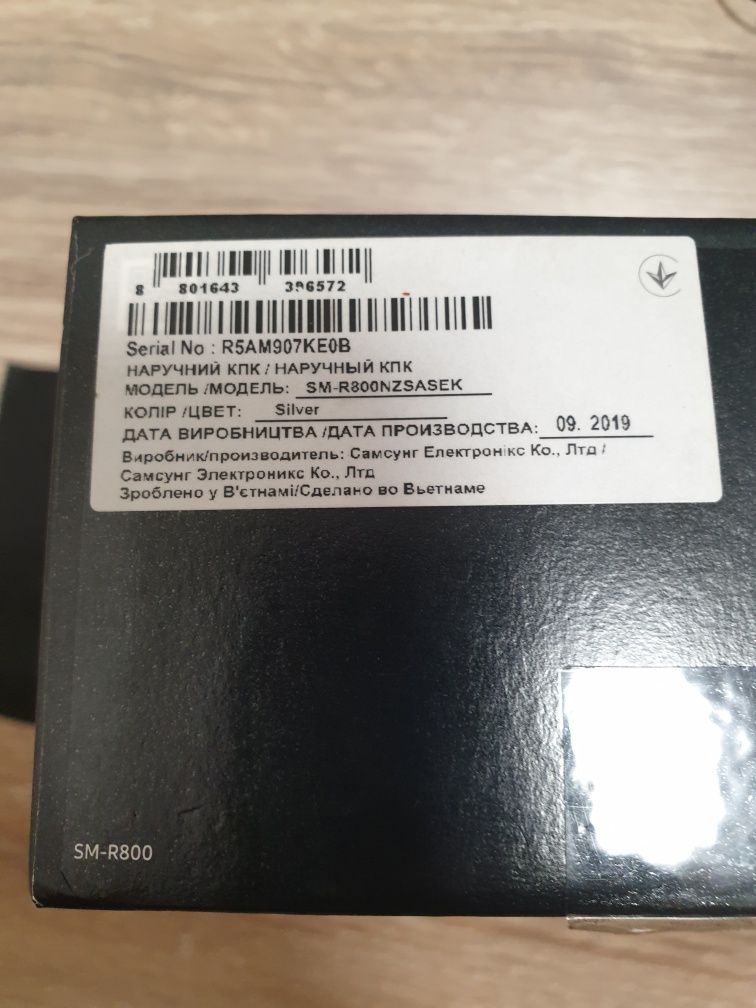 8 801643 396572
Serial No : R5AM907KE0B
НАРУЧНИЙ КПК / НАРУЧНЫЙ КПК
МОДЕЛЬ /МОДЕЛЬ: SM-R800NZSASEK
КОЛІР /ЦВЕТ: Silver
ДАТА ВИРОБНИЦТВА /ДАТА ПРОИЗВОДСТВА: 09. 2019
Виробник/производитель: Самсунг Електронікс Ко., Лтд /
Самсунг Электроникс Ко., Лтд
Зроблено у В'єтнамі/Сделано во Вьетнаме
SM-R800